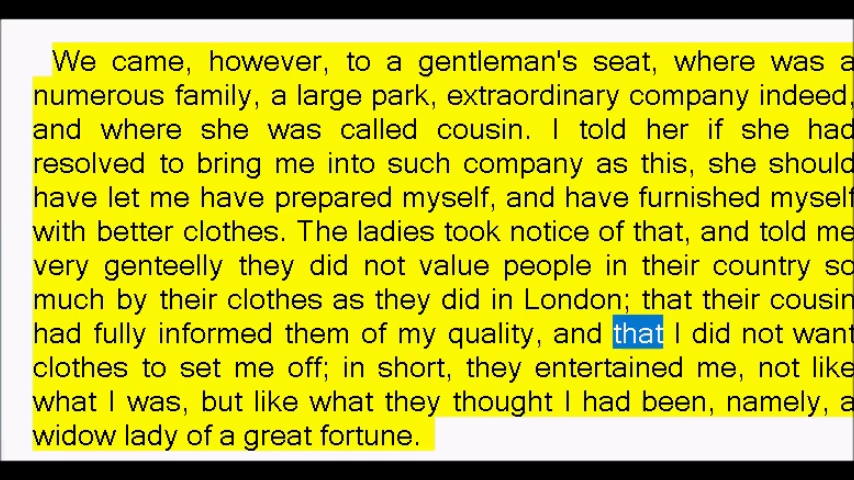 We came, however, to a gentleman's seat, where was a
numerous family, a large park, extraordinary company indeed,
and where she was called cousin. I told her if she had
resolved to bring me into such company as this, she should
have let me have prepared myself, and have furnished myself
with better clothes. The ladies took notice of that, and told me
very genteelly they did not value people in their country so
much by their clothes as they did in London; that their cousin
had fully informed them of my quality, and that I did not want
clothes to set me off; in short, they entertained me, not like
what I was, but like what they thought I had been, namely, a
widow lady of a great fortune.